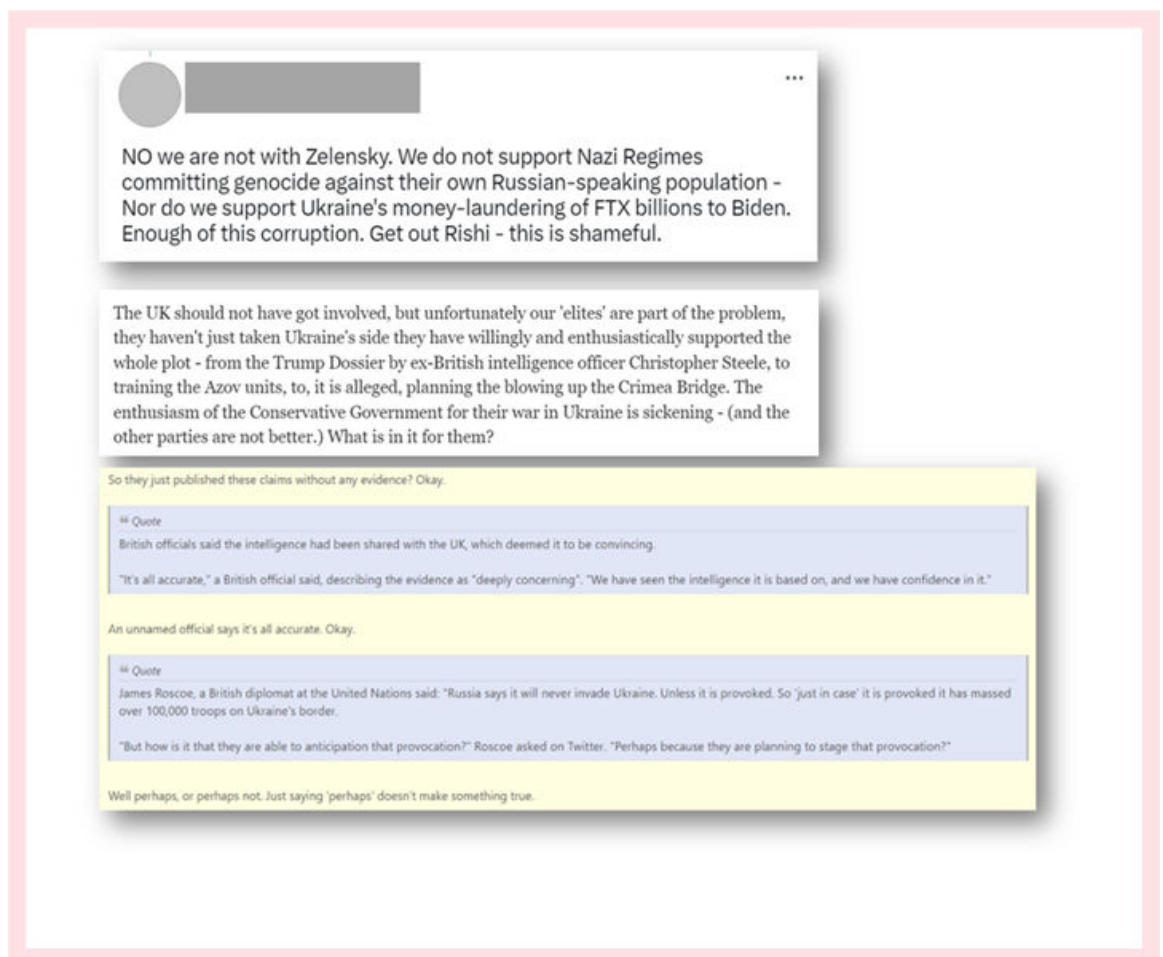 ...
NO we are not with Zelensky. We do not support Nazi Regimes
committing genocide against their own Russian-speaking population -
Nor do we support Ukraine's money-laundering of FTX billions to Biden.
Enough of this corruption. Get out Rishi - this is shameful.
The UK should not have got involved, but unfortunately our 'elites' are part of the problem,
they haven't just taken Ukraine's side they have willingly and enthusiastically supported the
whole plot - from the Trump Dossier by ex-British intelligence officer Christopher Steele, to
training the Azov units, to, it is alleged, planning the blowing up the Crimea Bridge. The
enthusiasm of the Conservative Government for their war in Ukraine is sickening - (and the
other parties are not better.) What is in it for them?
So they just published these claims without any evidence? Okay.
“ Quote
British officials said the intelligence had been shared with the UK, which deemed it to be convincing.
"It's all accurate," a British official said, describing the evidence as "deeply concerning". "We have seen the intelligence it is based on, and we have confidence in it."
An unnamed official says it's all accurate. Okay.
“ Quote
James Roscoe, a British diplomat at the United Nations said: "Russia says it will never invade Ukraine. Unless it is provoked. So 'just in case' it is provoked it has massed
over 100,000 troops on Ukraine's border.
"But how is it that they are able to anticipation that provocation?" Roscoe asked on Twitter. "Perhaps because they are planning to stage that provocation?"
Well perhaps, or perhaps not. Just saying 'perhaps' doesn't make something true.